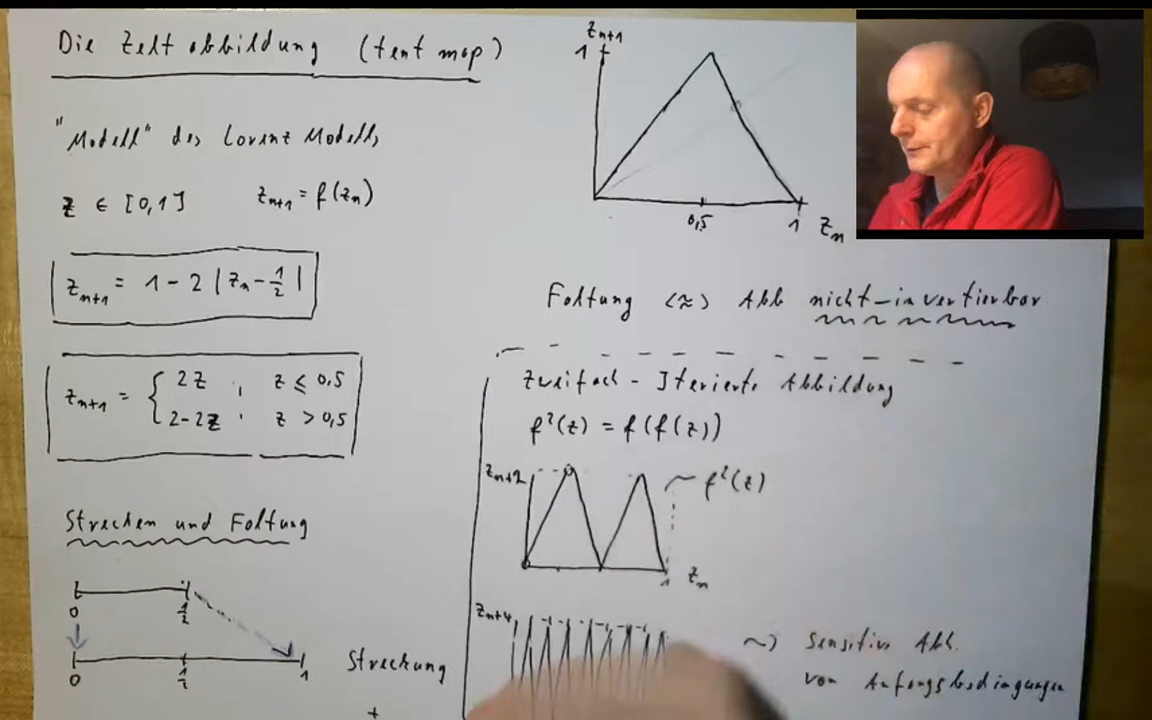 Die Zeltabbildung (tent map)
"Modell" des Lorenz Modells
z ∈ [0,1]    z_{n+1} = f(z_n)
z_{n+1} = 1 - 2 | z_n - 1/2 |
z_{n+1} = { 2z , z ≤ 0,5
2-2z , z > 0,5
Strecken und Faltung
0 1/2
0 1/2 1 Streckung
+
z_{n+1}
1
0,5 1 z_n
Faltung <≈> Abb nicht-invertierbar
Zweifach-Iterierte Abbildung
f²(z) = f(f(z))
z_{n+2} f²(z)
1 z_n
z_{n+4}
~> Sensitive Abh.
von Anfangsbedingungen